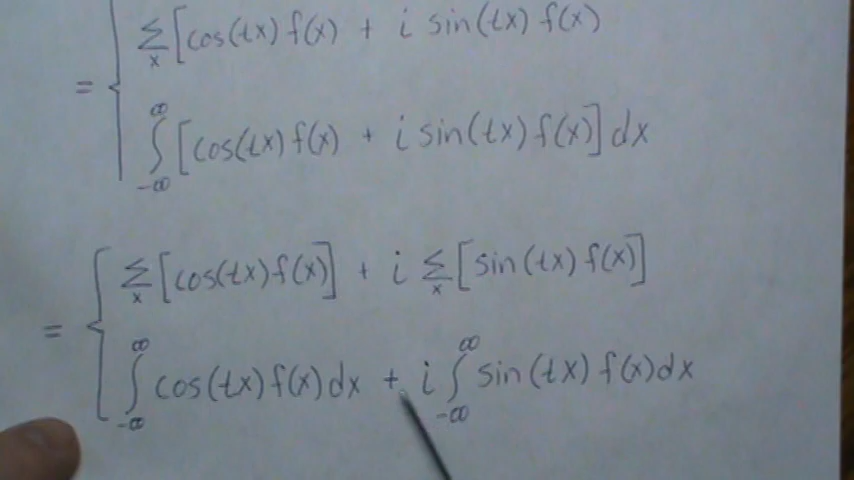 Σ_x [cos(tx) f(x) + i sin(tx) f(x)
= {
∫_{-∞}^{∞} [cos(tx) f(x) + i sin(tx) f(x)] dx
Σ_x [cos(tx) f(x)] + i Σ_x [sin(tx) f(x)]
= {
∫_{-∞}^{∞} cos(tx) f(x) dx + i ∫_{-∞}^{∞} sin(tx) f(x) dx